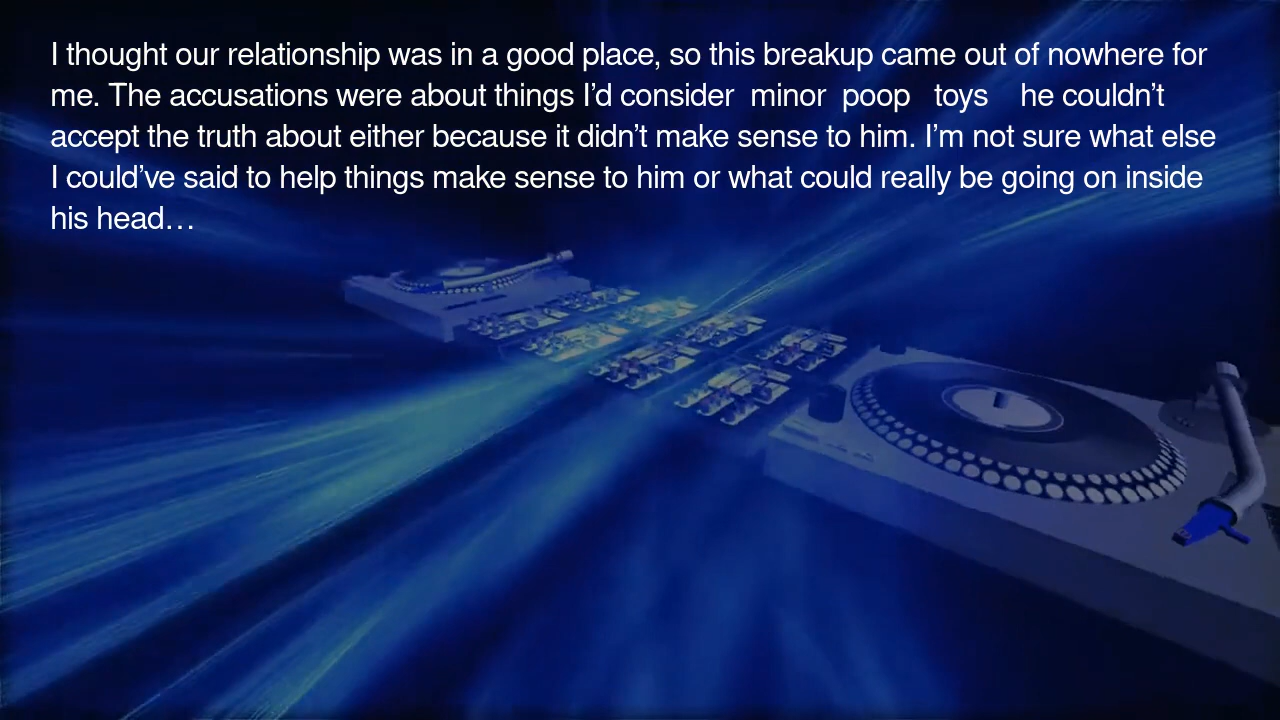 I thought our relationship was in a good place, so this breakup came out of nowhere for
me. The accusations were about things I’d consider  minor  poop   toys    he couldn’t
accept the truth about either because it didn’t make sense to him. I’m not sure what else
I could’ve said to help things make sense to him or what could really be going on inside
his head…